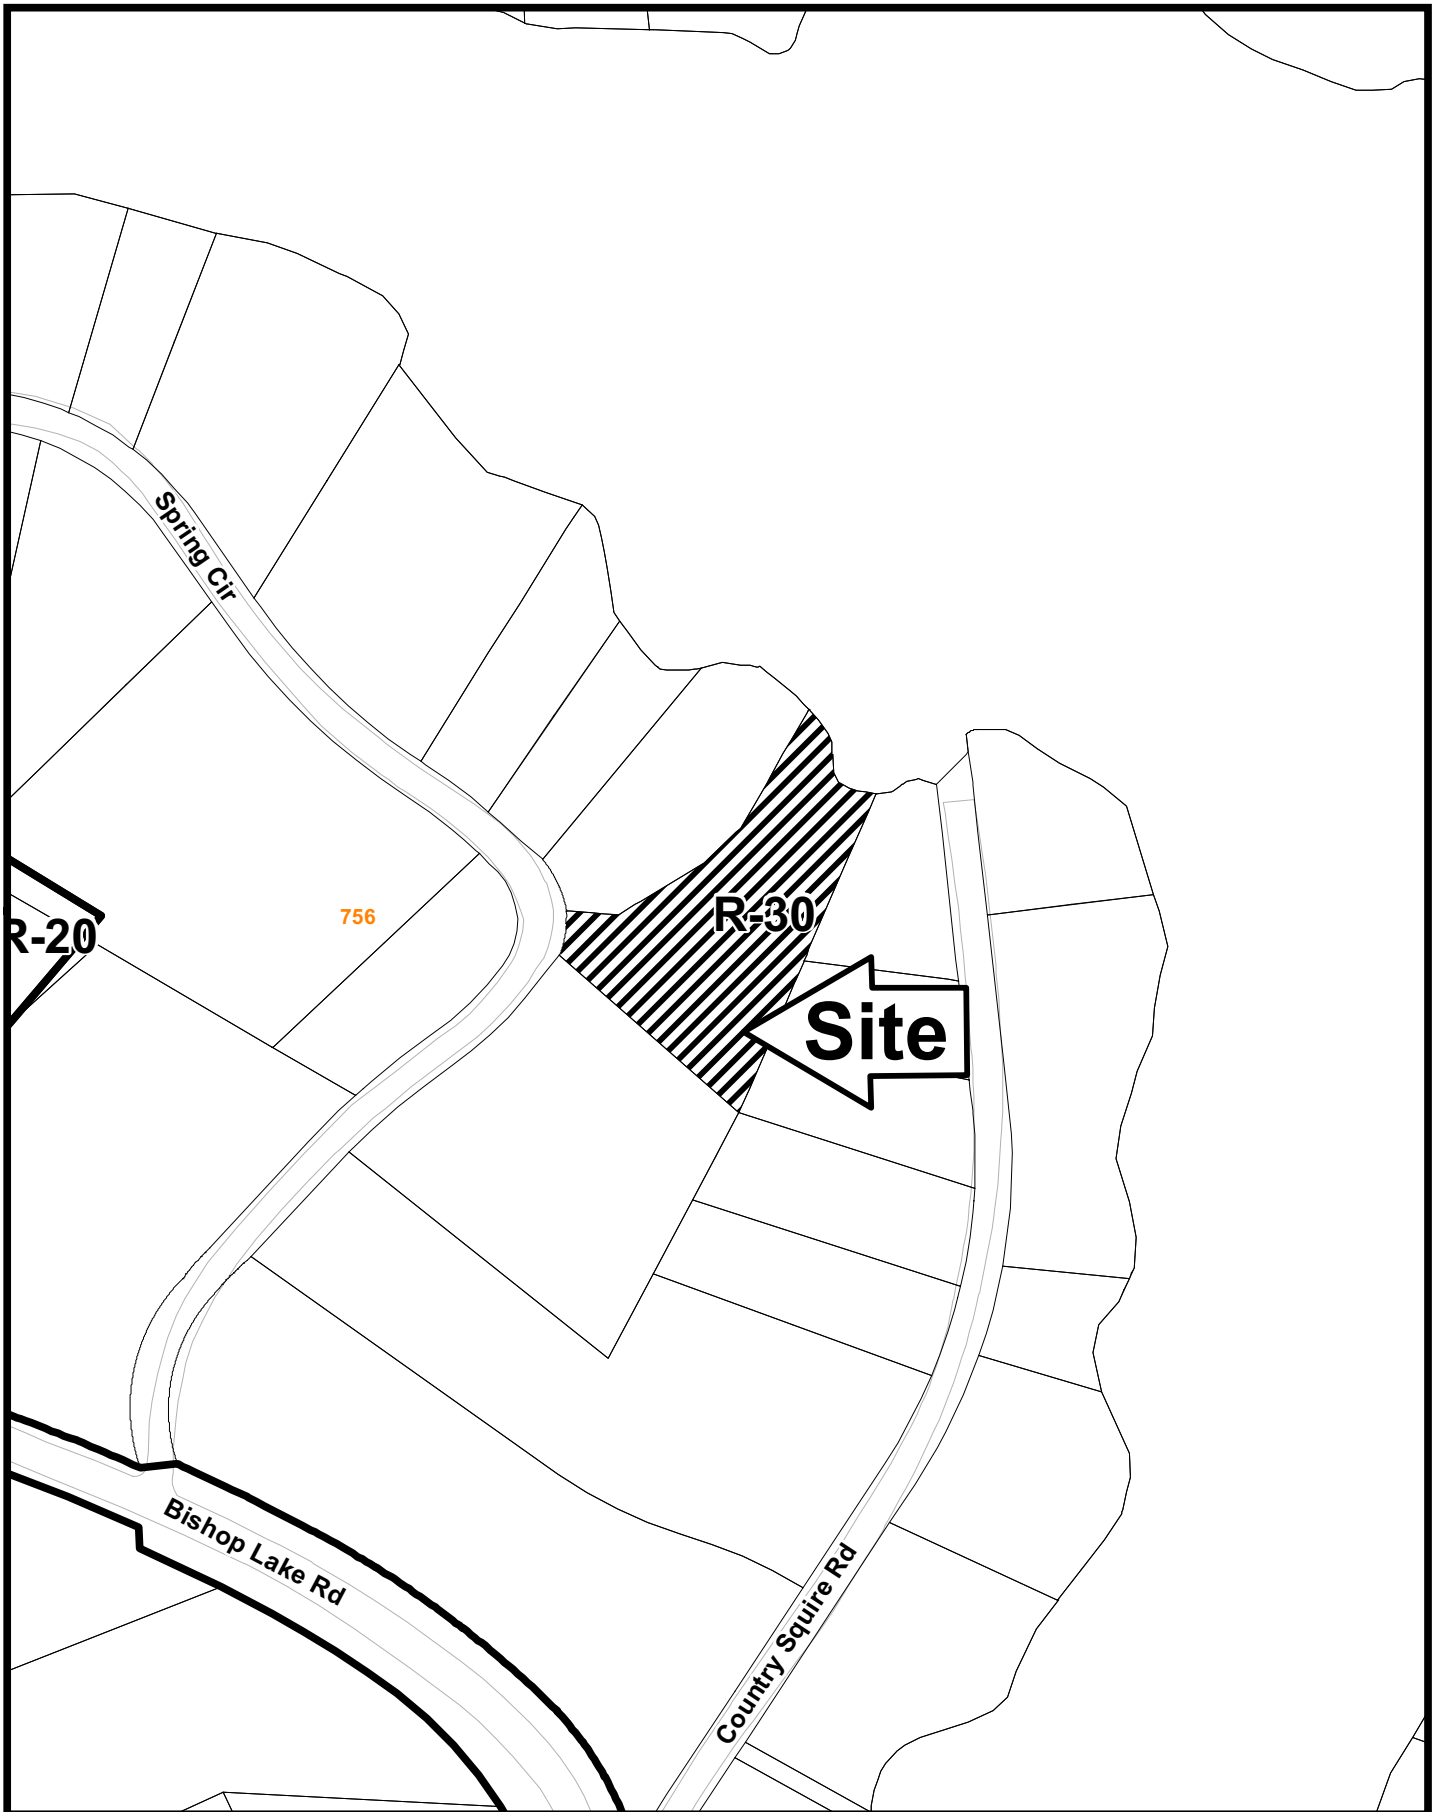 Spring Cir
756
R-30
R-20
Site
Bishop Lake Rd
Country Squire Rd